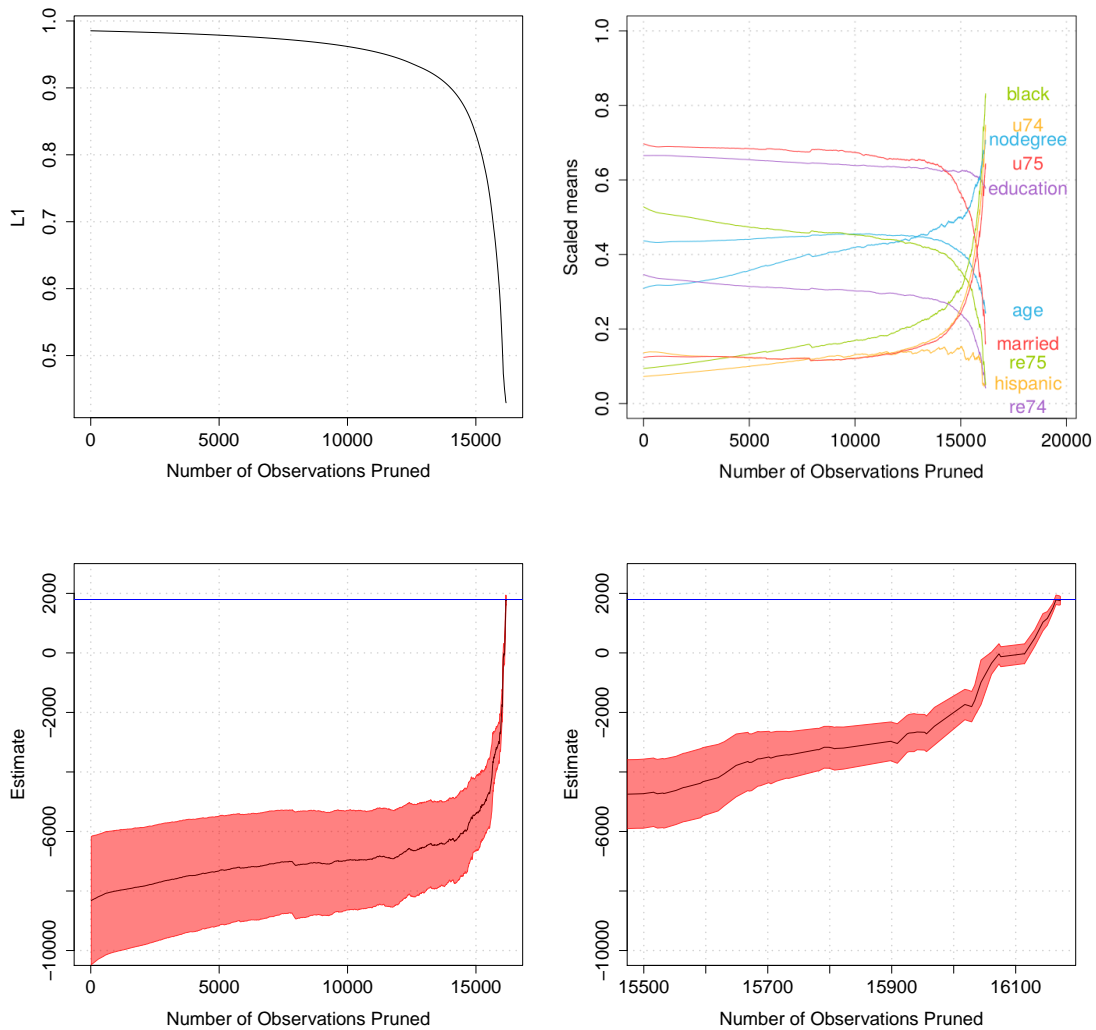 1.0
0.9
0.8
0.7
0.6
0.5
L1
0 5000 10000 15000
Number of Observations Pruned
1.0
0.8
0.6
0.4
0.2
0.0
Scaled means
black
u74
nodegree
u75
education
age
married
re75
hispanic
re74
0 5000 10000 15000 20000
Number of Observations Pruned
2000
0
−2000
−6000
−10000
Estimate
0 5000 10000 15000
Number of Observations Pruned
2000
0
−2000
−6000
−10000
Estimate
15500 15700 15900 16100
Number of Observations Pruned